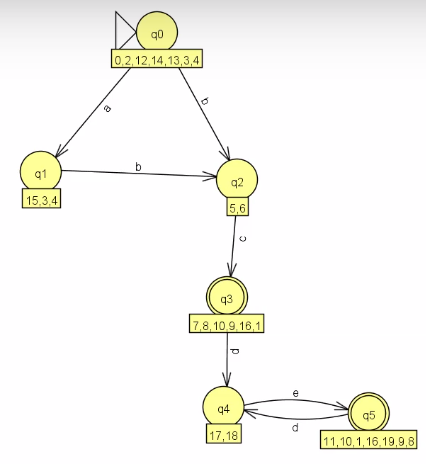 q0
0,2,12,14,13,3,4
a
b
q1
b
q2
15,3,4
5,6
c
q3
7,8,10,9,16,1
d
q4
e
q5
d
17,18
11,10,1,16,19,9,8